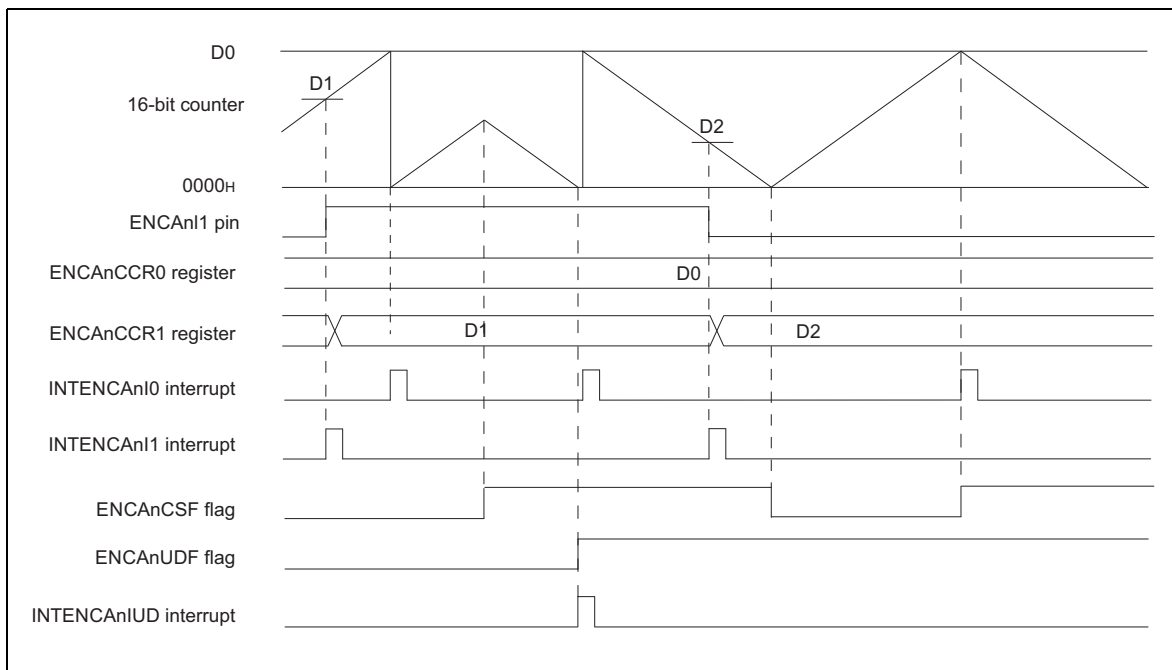 D0
D1
16-bit counter
D2
0000H
ENCAnI1 pin
ENCAnCCR0 register
D0
ENCAnCCR1 register
D1
D2
INTENCAnI0 interrupt
INTENCAnI1 interrupt
ENCAnCSF flag
ENCAnUDF flag
INTENCAnIUD interrupt